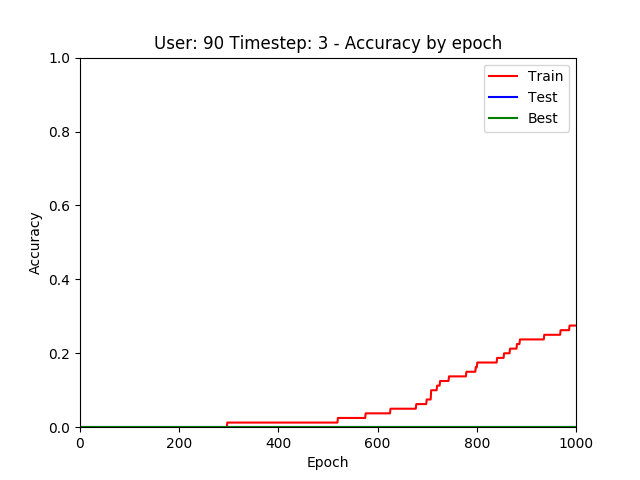 User: 90 Timestep: 3 - Accuracy by epoch
1.0
0.8
0.6
0.4
0.2
0.0
Accuracy
Train
Test
Best
0 200 400 600 800 1000
Epoch